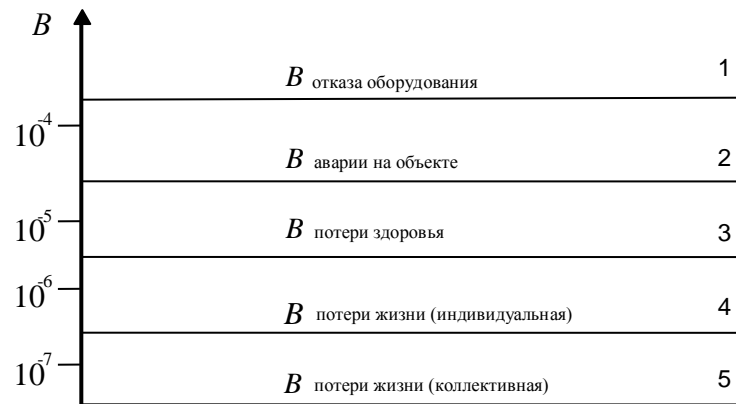 B
B отказа оборудования 1
10⁻⁴
B аварии на объекте 2
10⁻⁵
B потери здоровья 3
10⁻⁶
B потери жизни (индивидуальная) 4
10⁻⁷
B потери жизни (коллективная) 5